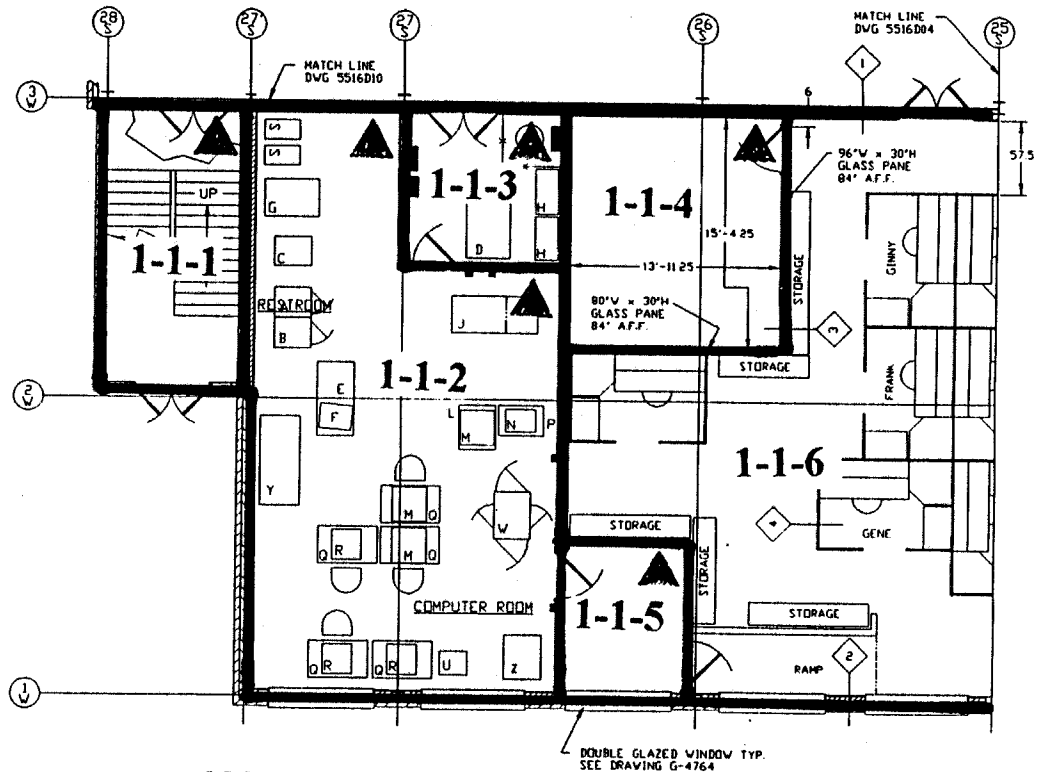 28
S
27
S
27
S
26
S
25
S
MATCH LINE
DWG 5516D04
MATCH LINE
DWG 5516D10
3
W
1
6
57.5
96"W x 30"H
GLASS PANE
84" A.F.F.
S
S
G
UP
1-1-1
C
RESTROOM
B
1-1-3
H
H
D
1-1-4
15'-4.25
13'-11.25
80"W x 30"H
GLASS PANE
84" A.F.F.
STORAGE
3
STORAGE
GINNY
FRANK
J
1-1-2
E
F
2
W
L
M
N
P
Y
W
M
Q
Q
R
M
Q
1-1-6
4
GENE
STORAGE
STORAGE
COMPUTER ROOM
1-1-5
STORAGE
Q
R
Q
R
U
Z
RAMP
2
1
W
DOUBLE GLAZED WINDOW TYP.
SEE DRAWING G-4764